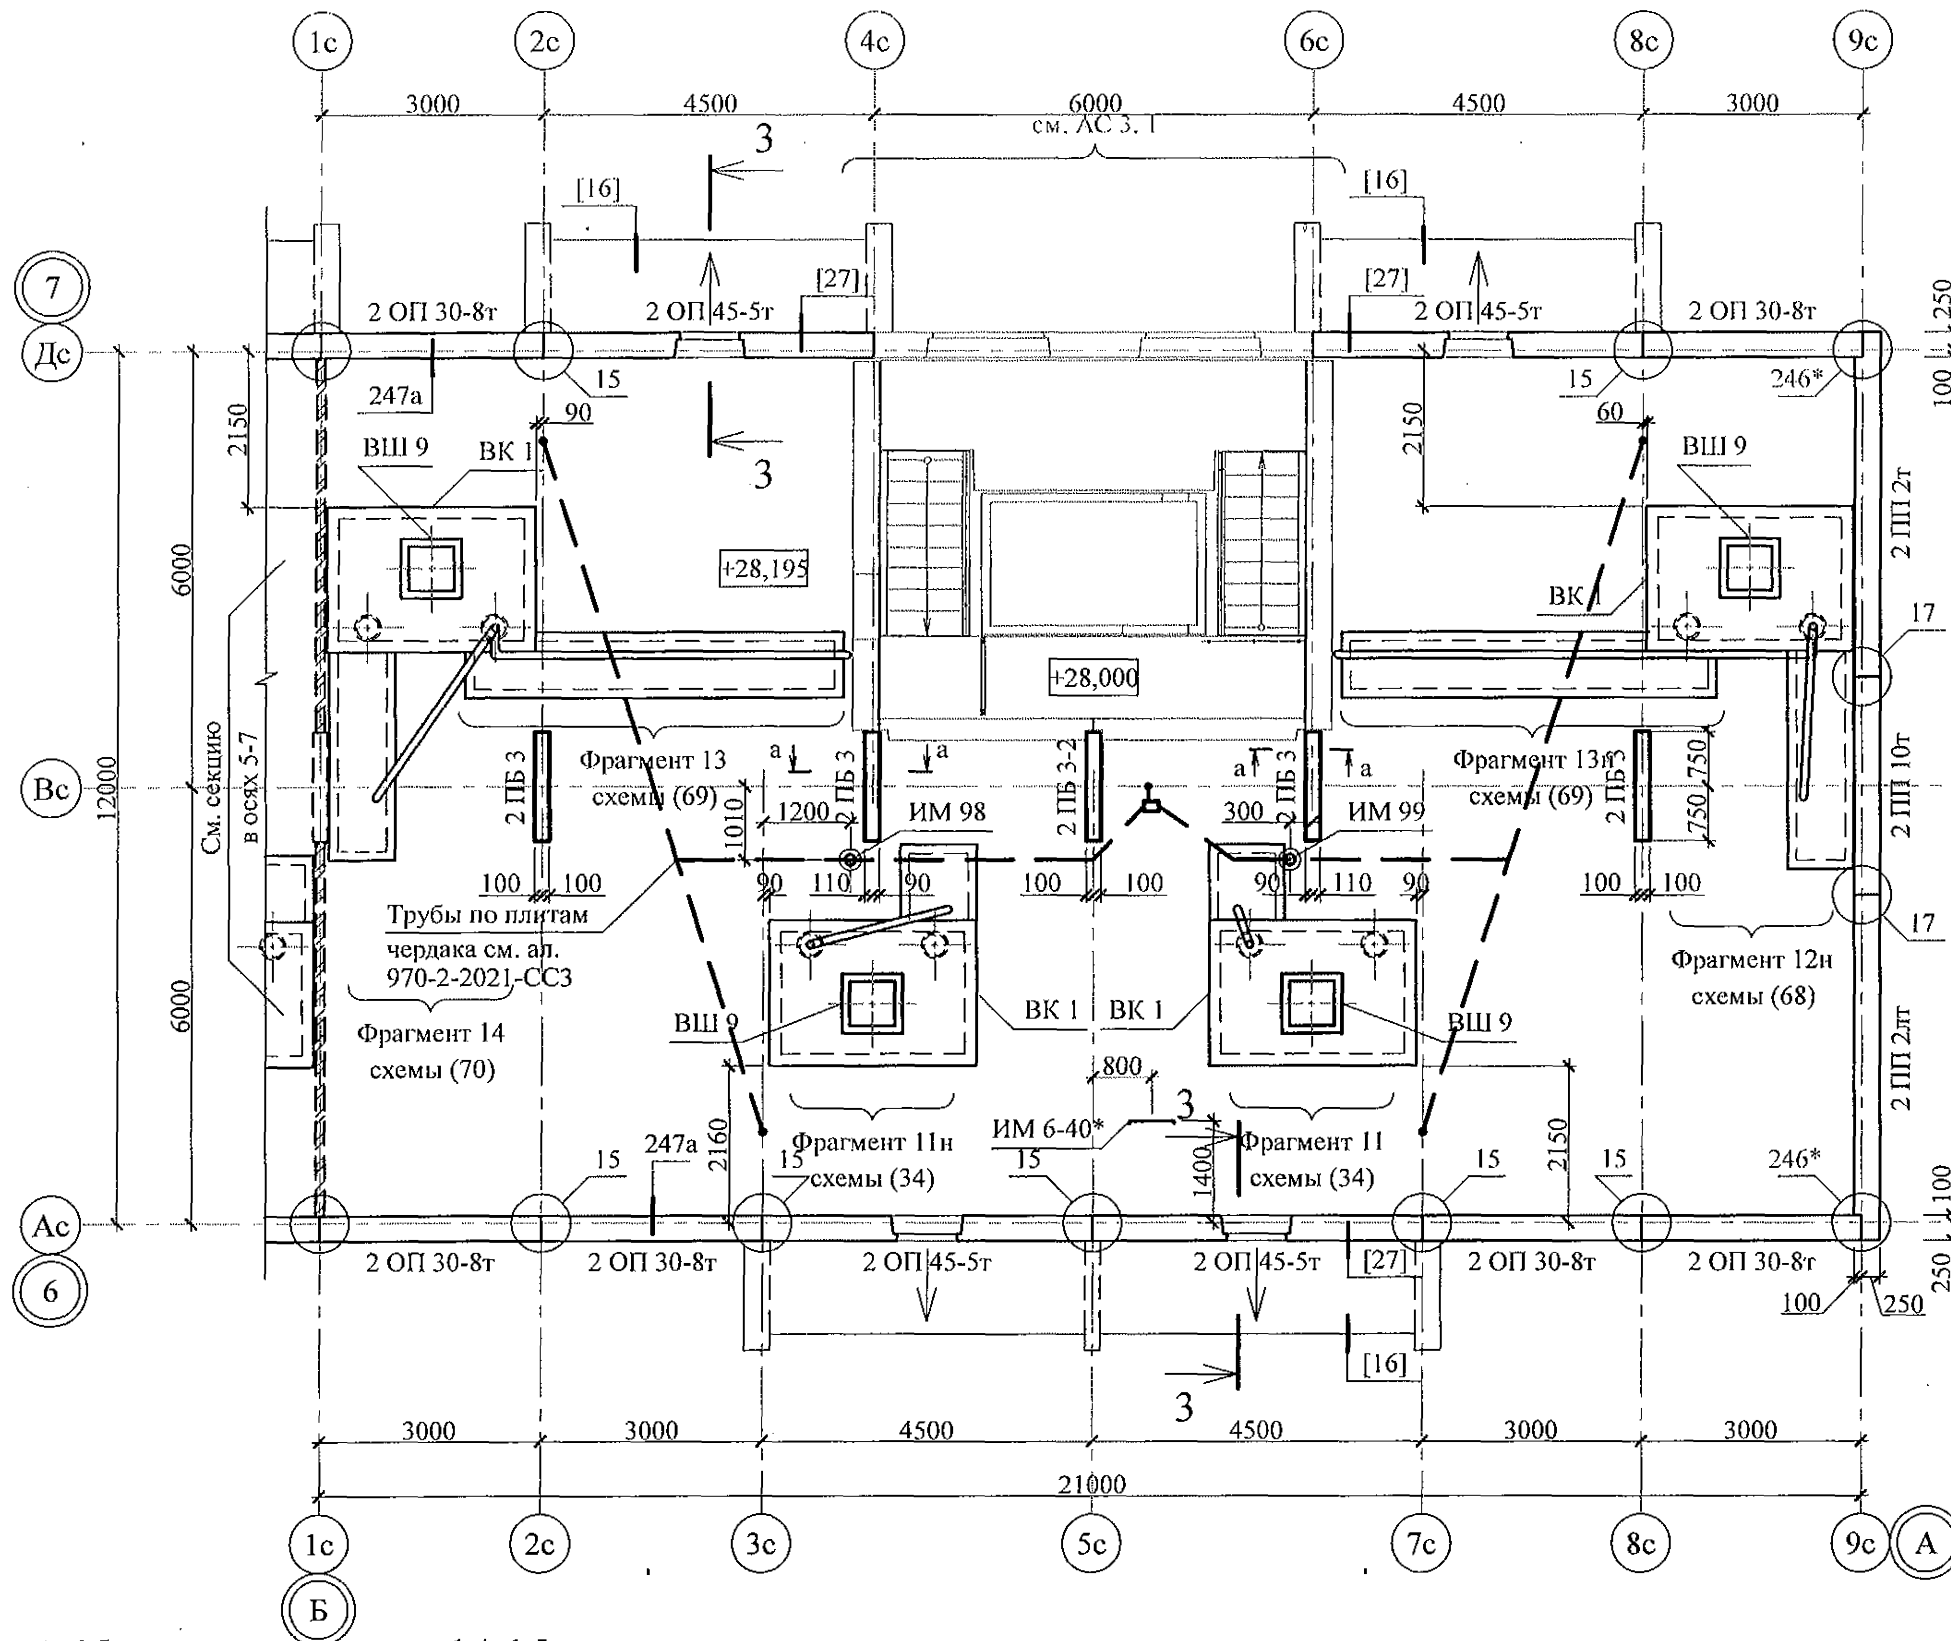 1с 2с 4с 6с 8с 9с
3000 4500 6000 4500 3000
см. АС 3. 1
3
[16] [16]
7
[27] [27]
2 ОП 30-8т 2 ОП 45-5т 2 ОП 45-5т 2 ОП 30-8т
250
Дс
247а 15 15 246*
100
90 60
2150 2150
ВШ 9 ВК 1 ВШ 9
3
2 ПП 2т
6000
+28,195
ВК 1
17
+28,000
12000
См. секцию
в осях 5-7
Вс
2 ПБ 3
Фрагмент 13
схемы (69)
а а
2 ПБ 3
2 ПБ 3-2
а а
2 ПБ 3
Фрагмент 13н
схемы (69)
2 ПБ 3
750 750
2 ПП 10т
1010
1200 ИМ 98 300 ИМ 99
100 100 90 110 90 100 100 90 110 90 100 100
17
Трубы по плитам
чердака см. ал.
970-2-2021-СС3
Фрагмент 12н
схемы (68)
6000
Фрагмент 14
схемы (70)
ВШ 9 ВК 1 ВК 1 ВШ 9
2 ПП 2лт
800
2160
ИМ 6-40*
3
1400
2150
Фрагмент 11н
схемы (34)
Фрагмент 11
схемы (34)
15 247а 15 15 15 15 246*
100
Ас
2 ОП 30-8т 2 ОП 30-8т 2 ОП 45-5т 2 ОП 45-5т [27] 2 ОП 30-8т 2 ОП 30-8т
250
6
100 250
[16]
3
3000 3000 4500 4500 3000 3000
21000
1с 2с 3с 5с 7с 8с 9с А
Б